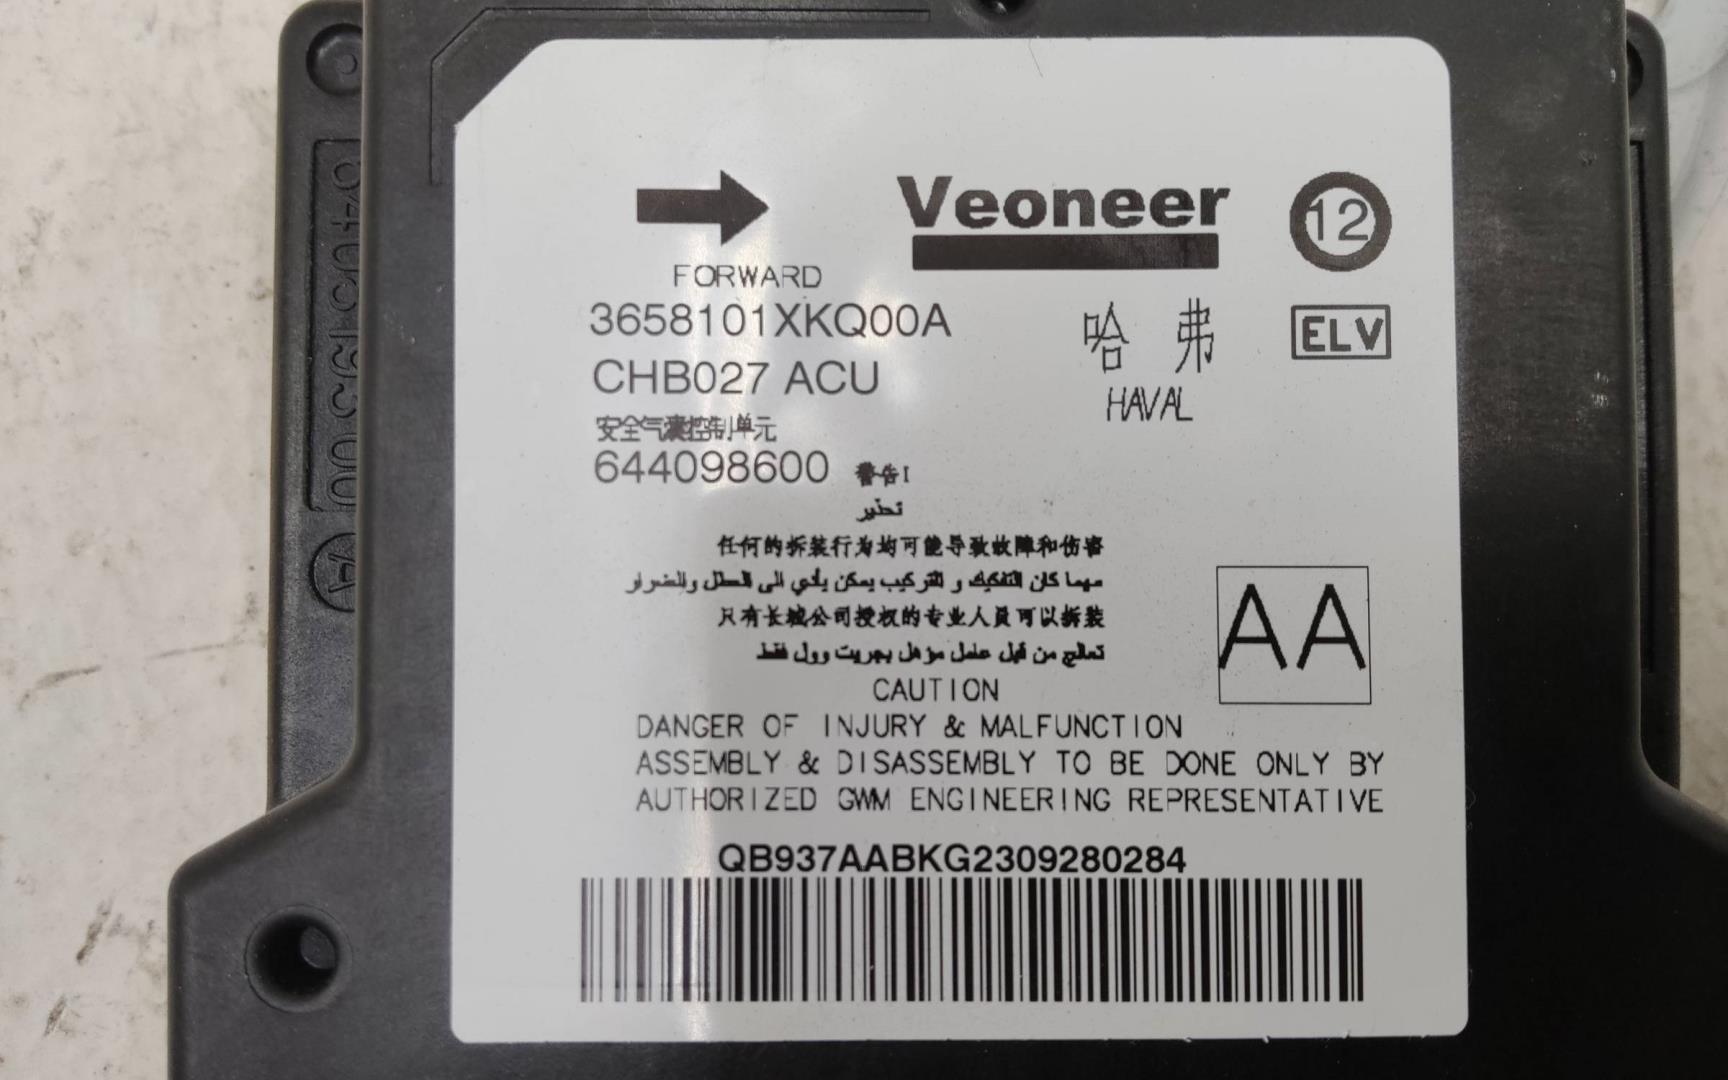 Veoneer
12
FORWARD
3658101XKQ00A
哈弗
ELV
CHB027 ACU
HAVAL
安全气囊控制单元
644098600
警告!
تحذير
任何的拆装行为均可能导致故障和伤害
مهما كان التفكيك و التركيب يمكن يأدي الى العطل والضرر
只有长城公司授权的专业人员可以拆装
تعالج من قبل عامل مؤهل بجريت وول فقط
AA
CAUTION
DANGER OF INJURY & MALFUNCTION
ASSEMBLY & DISASSEMBLY TO BE DONE ONLY BY
AUTHORIZED GWM ENGINEERING REPRESENTATIVE
QB937AABKG2309280284